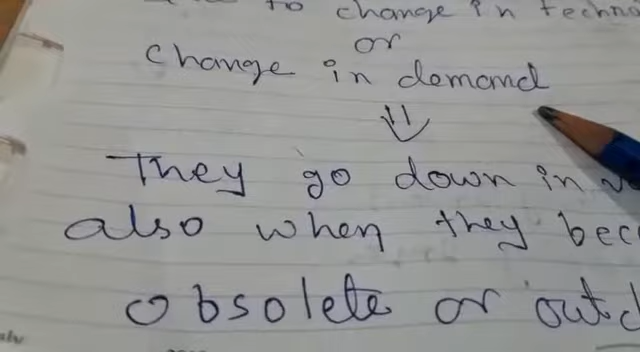 to change in techno
or
change in demand
They go down in v
also when they bec
obsolete or outd